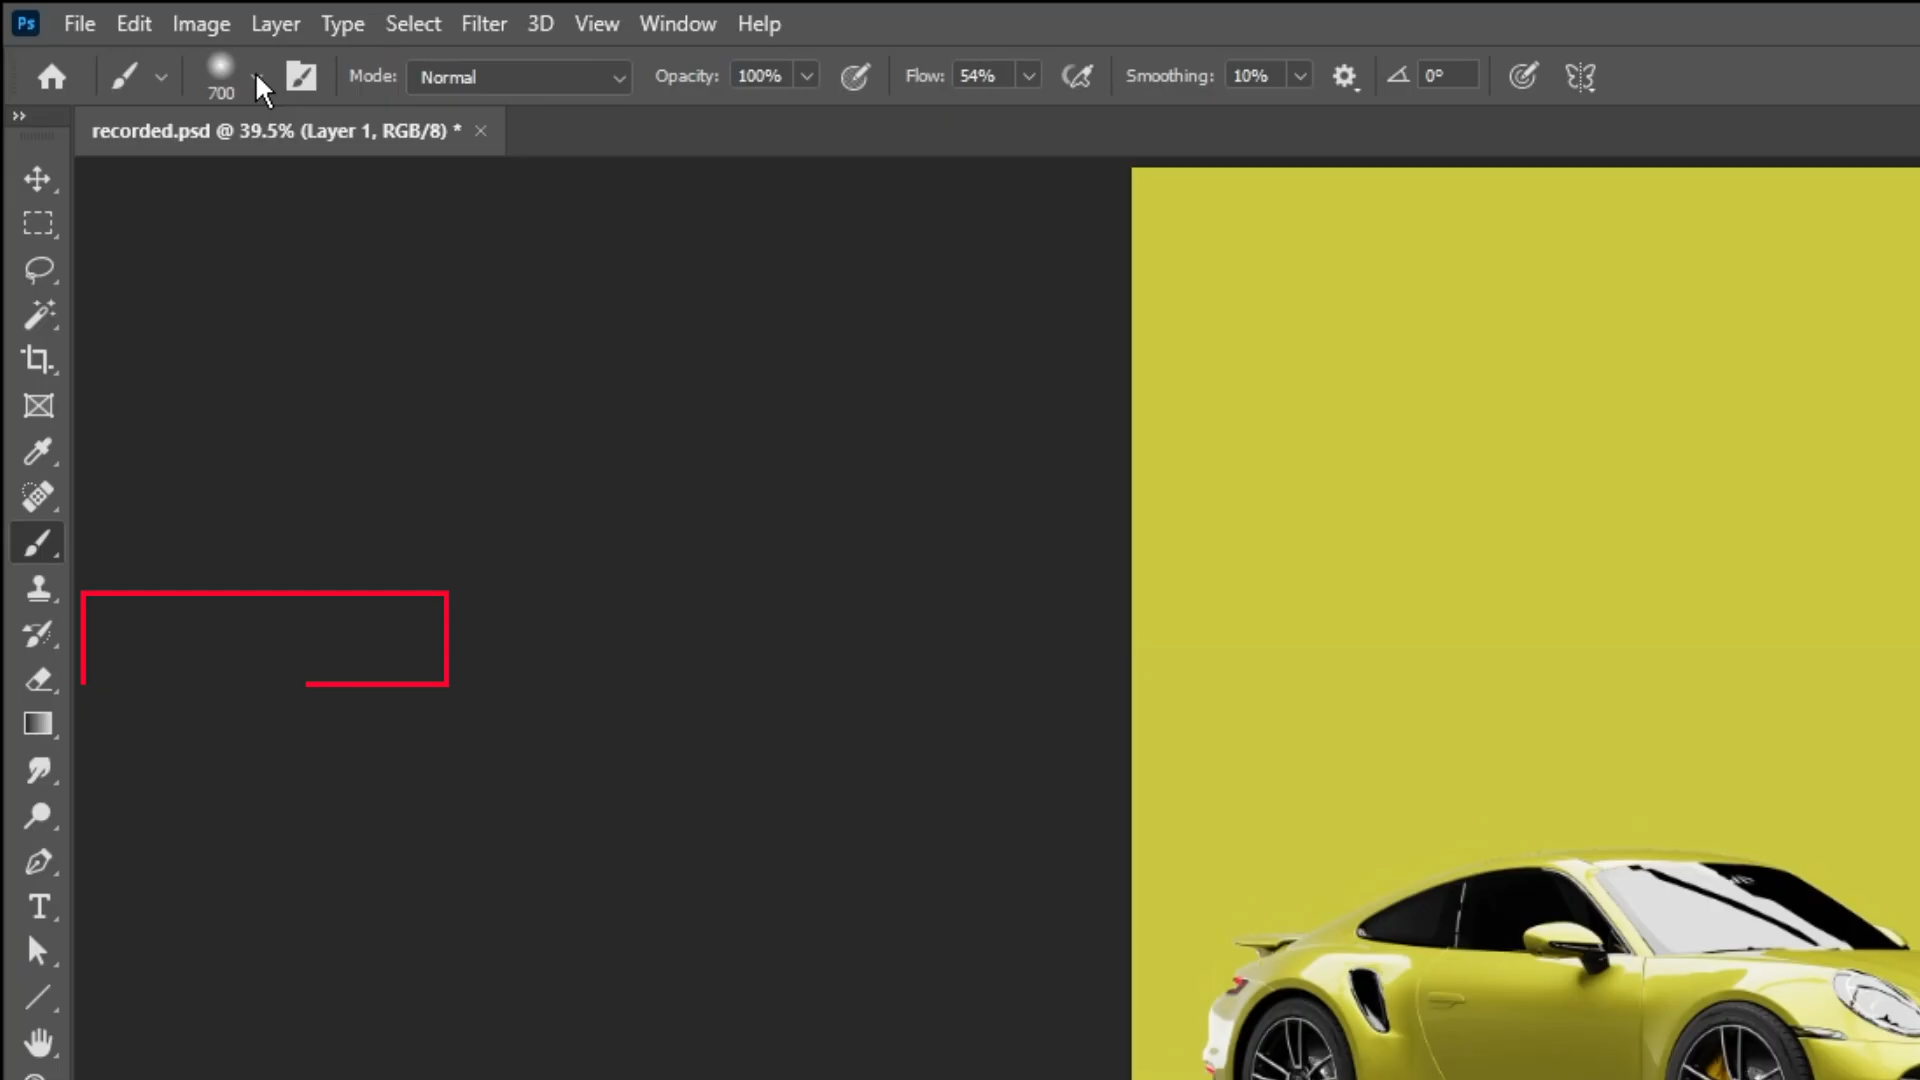 Ps File Edit Image Layer Type Select Filter 3D View Window Help
700 Mode: Normal Opacity: 100% Flow: 54% Smoothing: 10% 0°
recorded.psd @ 39.5% (Layer 1, RGB/8) *